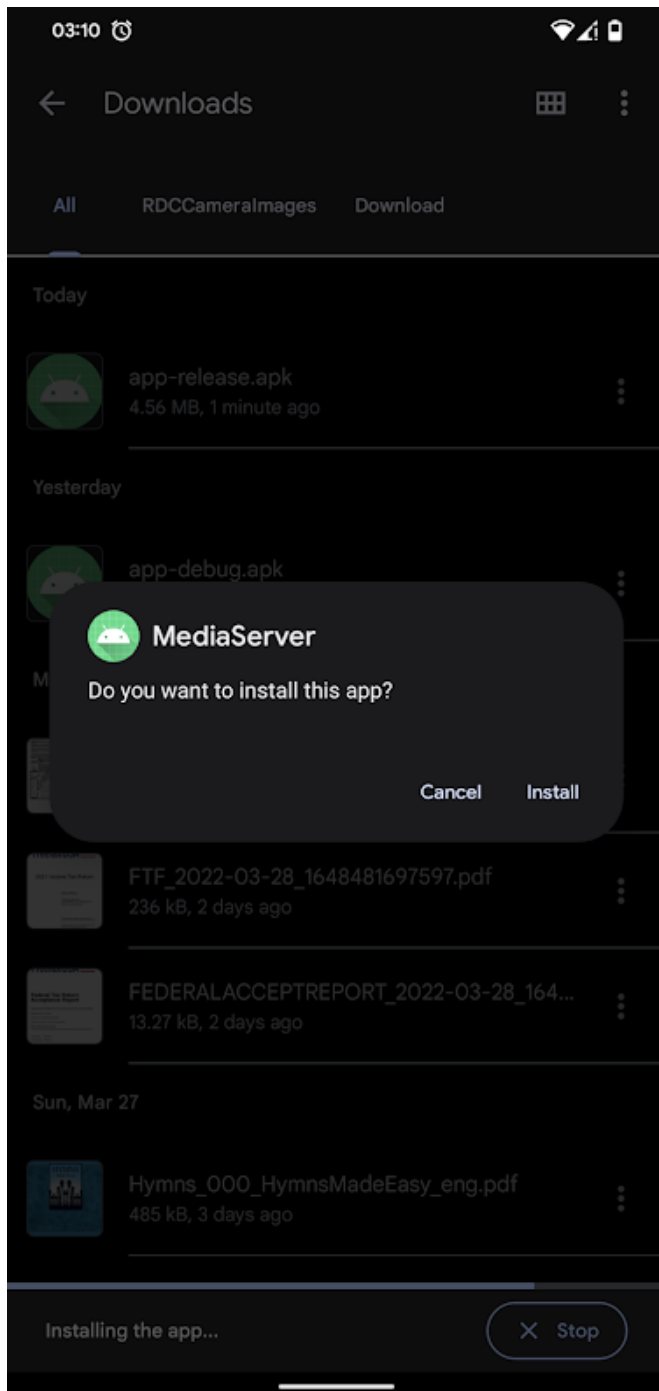 03:10
Downloads
All RDCCameraImages Download
Today
app-release.apk
4.56 MB, 1 minute ago
Yesterday
app-debug.apk
MediaServer
Do you want to install this app?
Cancel Install
FTF_2022-03-28_1648481697597.pdf
236 kB, 2 days ago
FEDERALACCEPTREPORT_2022-03-28_164...
13.27 kB, 2 days ago
Sun, Mar 27
Hymns_000_HymnsMadeEasy_eng.pdf
485 kB, 3 days ago
Installing the app...
Stop